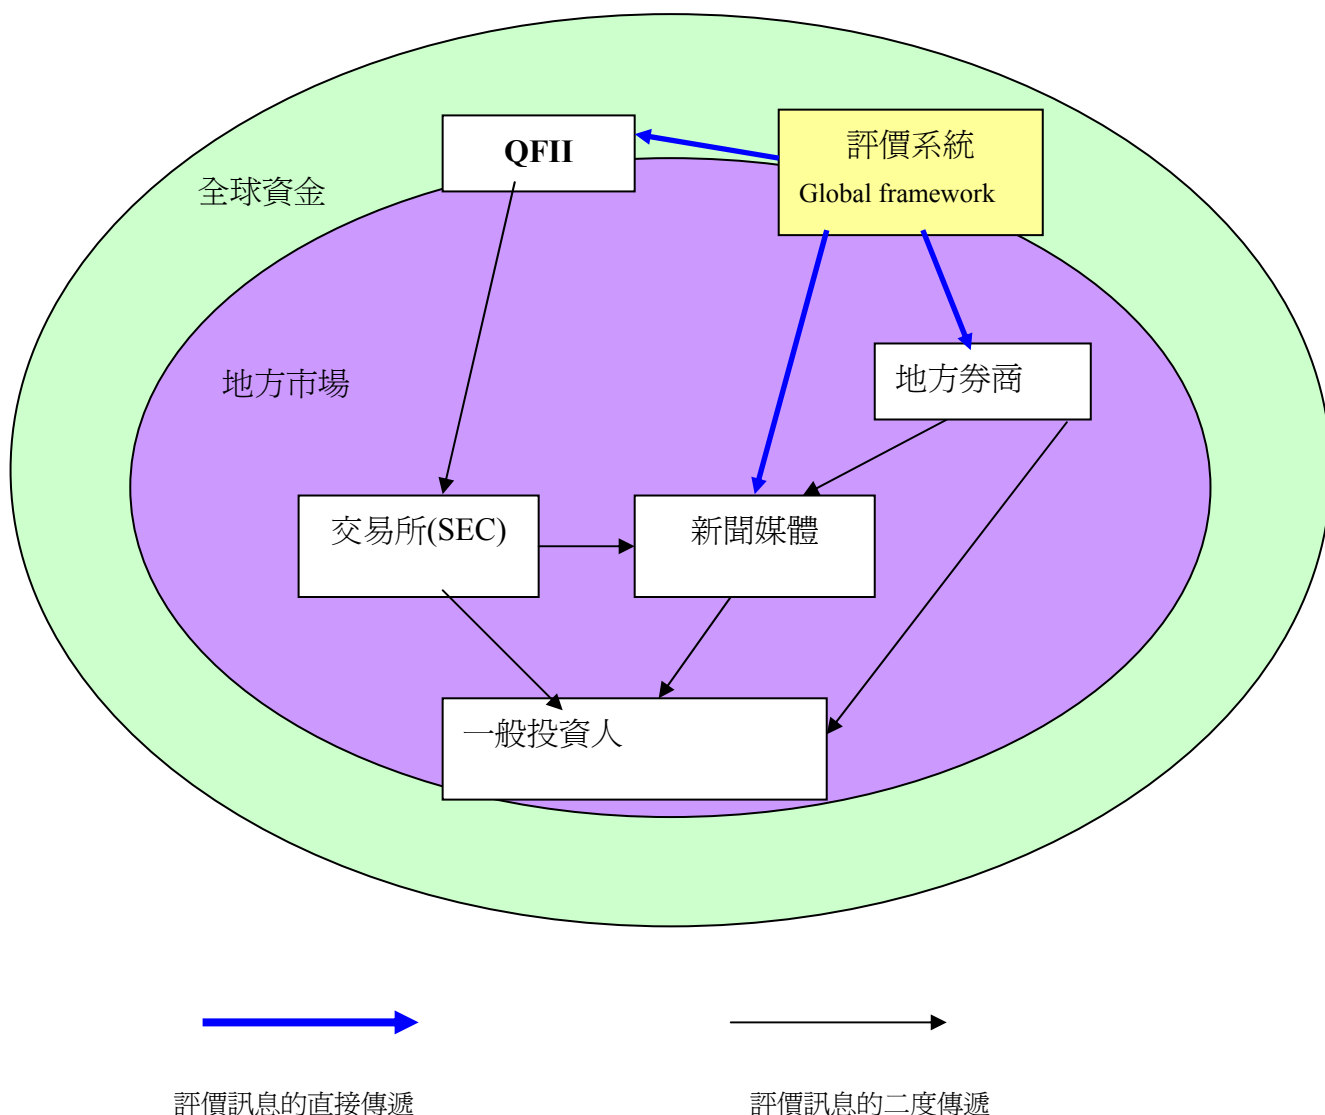 QFII
評價系統
Global framework
全球資金
地方市場
地方券商
交易所(SEC)
新聞媒體
一般投資人
評價訊息的直接傳遞
評價訊息的二度傳遞